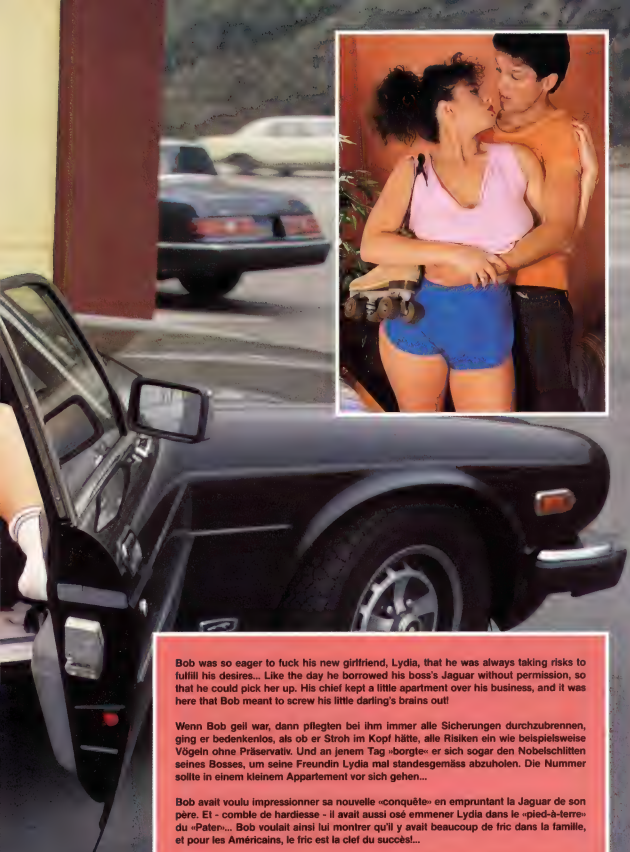 Bob was so eager to fuck his new girlfriend, Lydia, that he was always taking risks to
fulfill his desires... Like the day he borrowed his boss's Jaguar without permission, so
that he could pick her up. His chief kept a little apartment over his business, and it was
here that Bob meant to screw his little darling's brains out!
Wenn Bob geil war, dann pflegten bei ihm immer alle Sicherungen durchzubrennen,
ging er bedenkenlos, als ob er Stroh im Kopf hätte, alle Risiken ein wie beispielsweise
Vögeln ohne Präservativ. Und an jenem Tag »borgte« er sich sogar den Nobelschlitten
seines Bosses, um seine Freundin Lydia mal standesgemäss abzuholen. Die Nummer
sollte in einem kleinem Appartement vor sich gehen...
Bob avait voulu impressionner sa nouvelle «conquête» en empruntant la Jaguar de son
père. Et - comble de hardiesse - il avait aussi osé emmener Lydia dans le «pied-à-terre»
du «Pater»... Bob voulait ainsi lui montrer qu'il y avait beaucoup de fric dans la famille,
et pour les Américains, le fric est la clef du succès!...